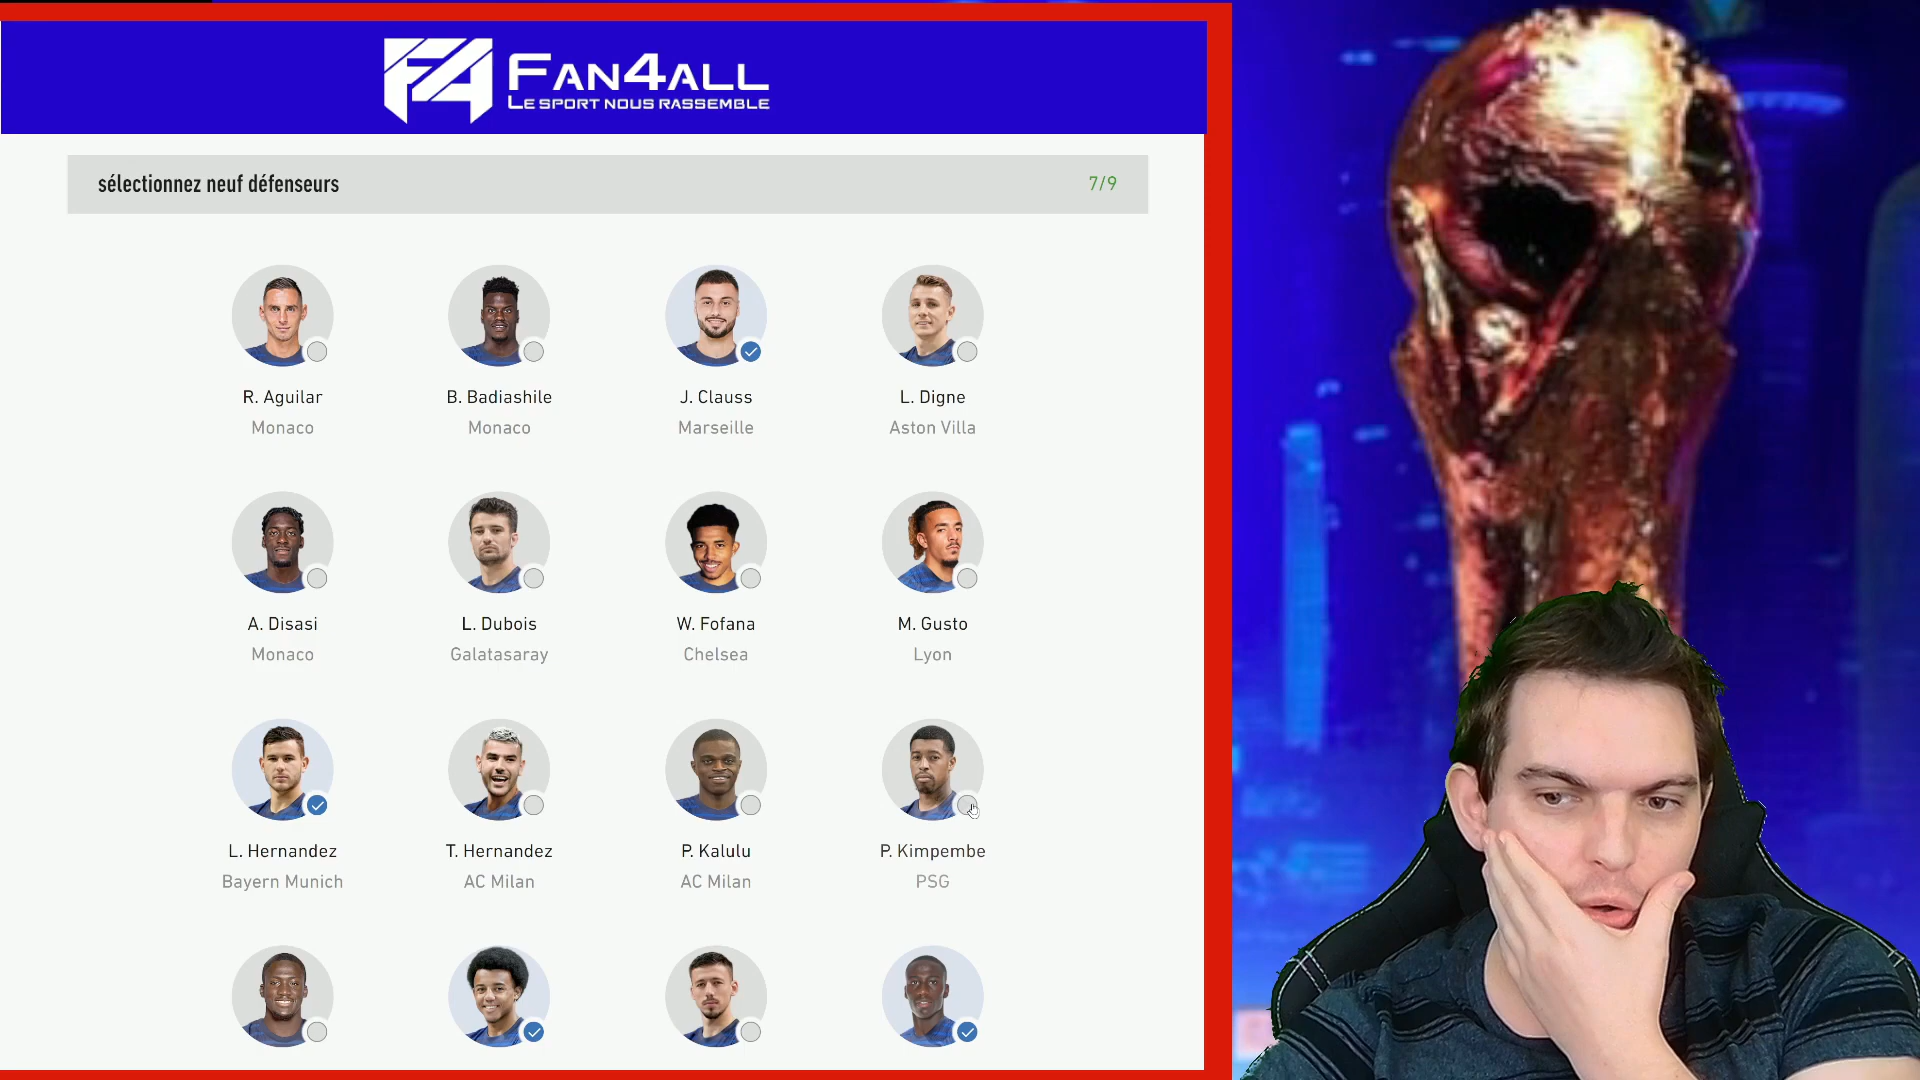 F4 FAN4ALL
LE SPORT NOUS RASSEMBLE
sélectionnez neuf défenseurs 7/9
R. Aguilar B. Badiashile J. Clauss L. Digne
Monaco Monaco Marseille Aston Villa
A. Disasi L. Dubois W. Fofana M. Gusto
Monaco Galatasaray Chelsea Lyon
L. Hernandez T. Hernandez P. Kalulu P. Kimpembe
Bayern Munich AC Milan AC Milan PSG